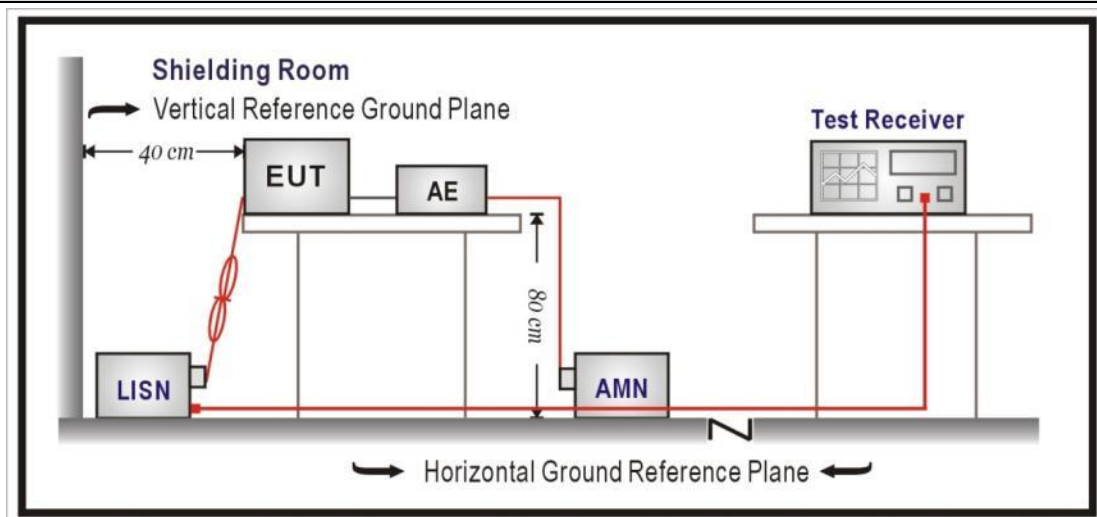 Shielding Room
Vertical Reference Ground Plane
Test Receiver
40 cm
EUT
AE
80 cm
LISN
AMN
Horizontal Ground Reference Plane